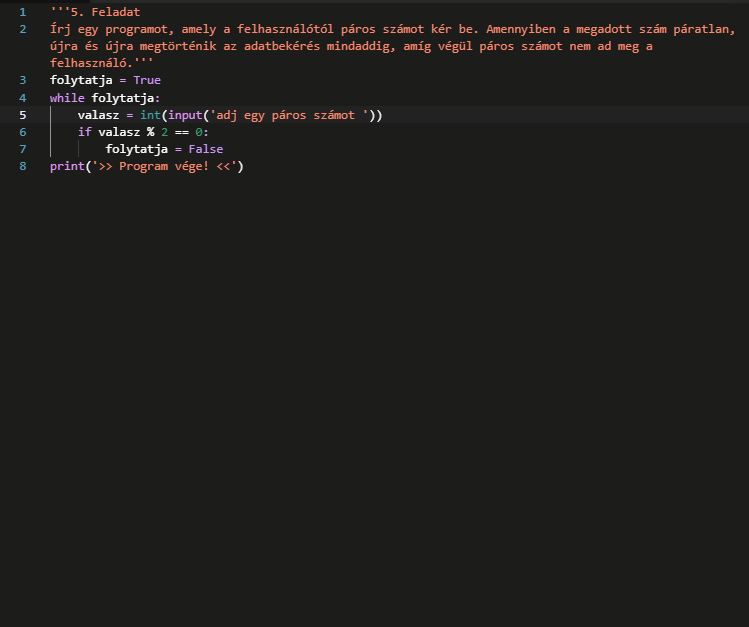 1 '''5. Feladat
2 Írj egy programot, amely a felhasználótól páros számot kér be. Amennyiben a megadott szám páratlan,
újra és újra megtörténik az adatbekérés mindaddig, amíg végül páros számot nem ad meg a
felhasználó.'''
3 folytatja = True
4 while folytatja:
5     valasz = int(input('adj egy páros számot '))
6     if valasz % 2 == 0:
7         folytatja = False
8 print('>> Program vége! <<')